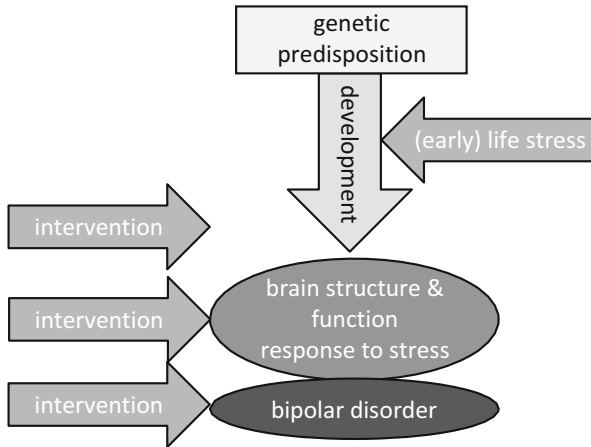 genetic
predisposition
development
(early) life stress
intervention
brain structure &
function
response to stress
intervention
intervention
bipolar disorder